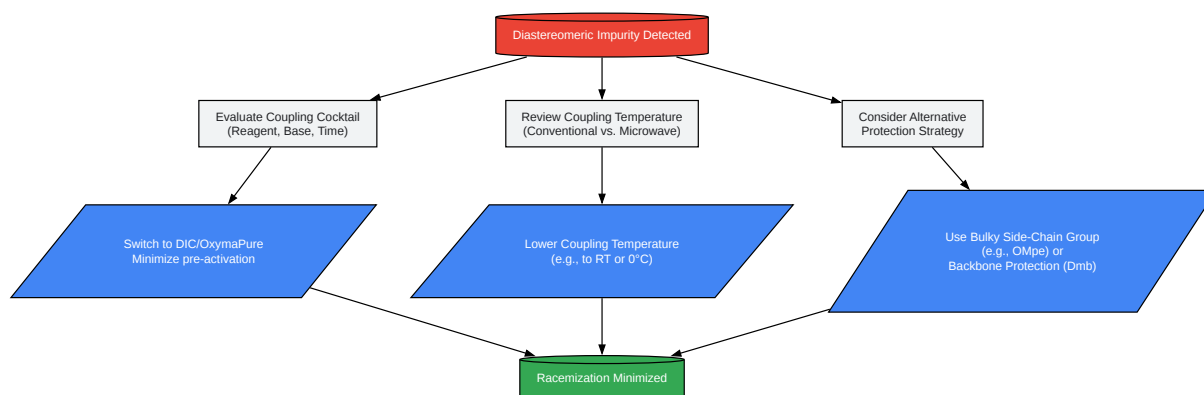 Diastereomeric Impurity Detected
Evaluate Coupling Cocktail
(Reagent, Base, Time)
Review Coupling Temperature
(Conventional vs. Microwave)
Consider Alternative
Protection Strategy
Switch to DIC/OxymaPure
Minimize pre-activation
Lower Coupling Temperature
(e.g., to RT or 0°C)
Use Bulky Side-Chain Group
(e.g., OMpe) or
Backbone Protection (Dmb)
Racemization Minimized